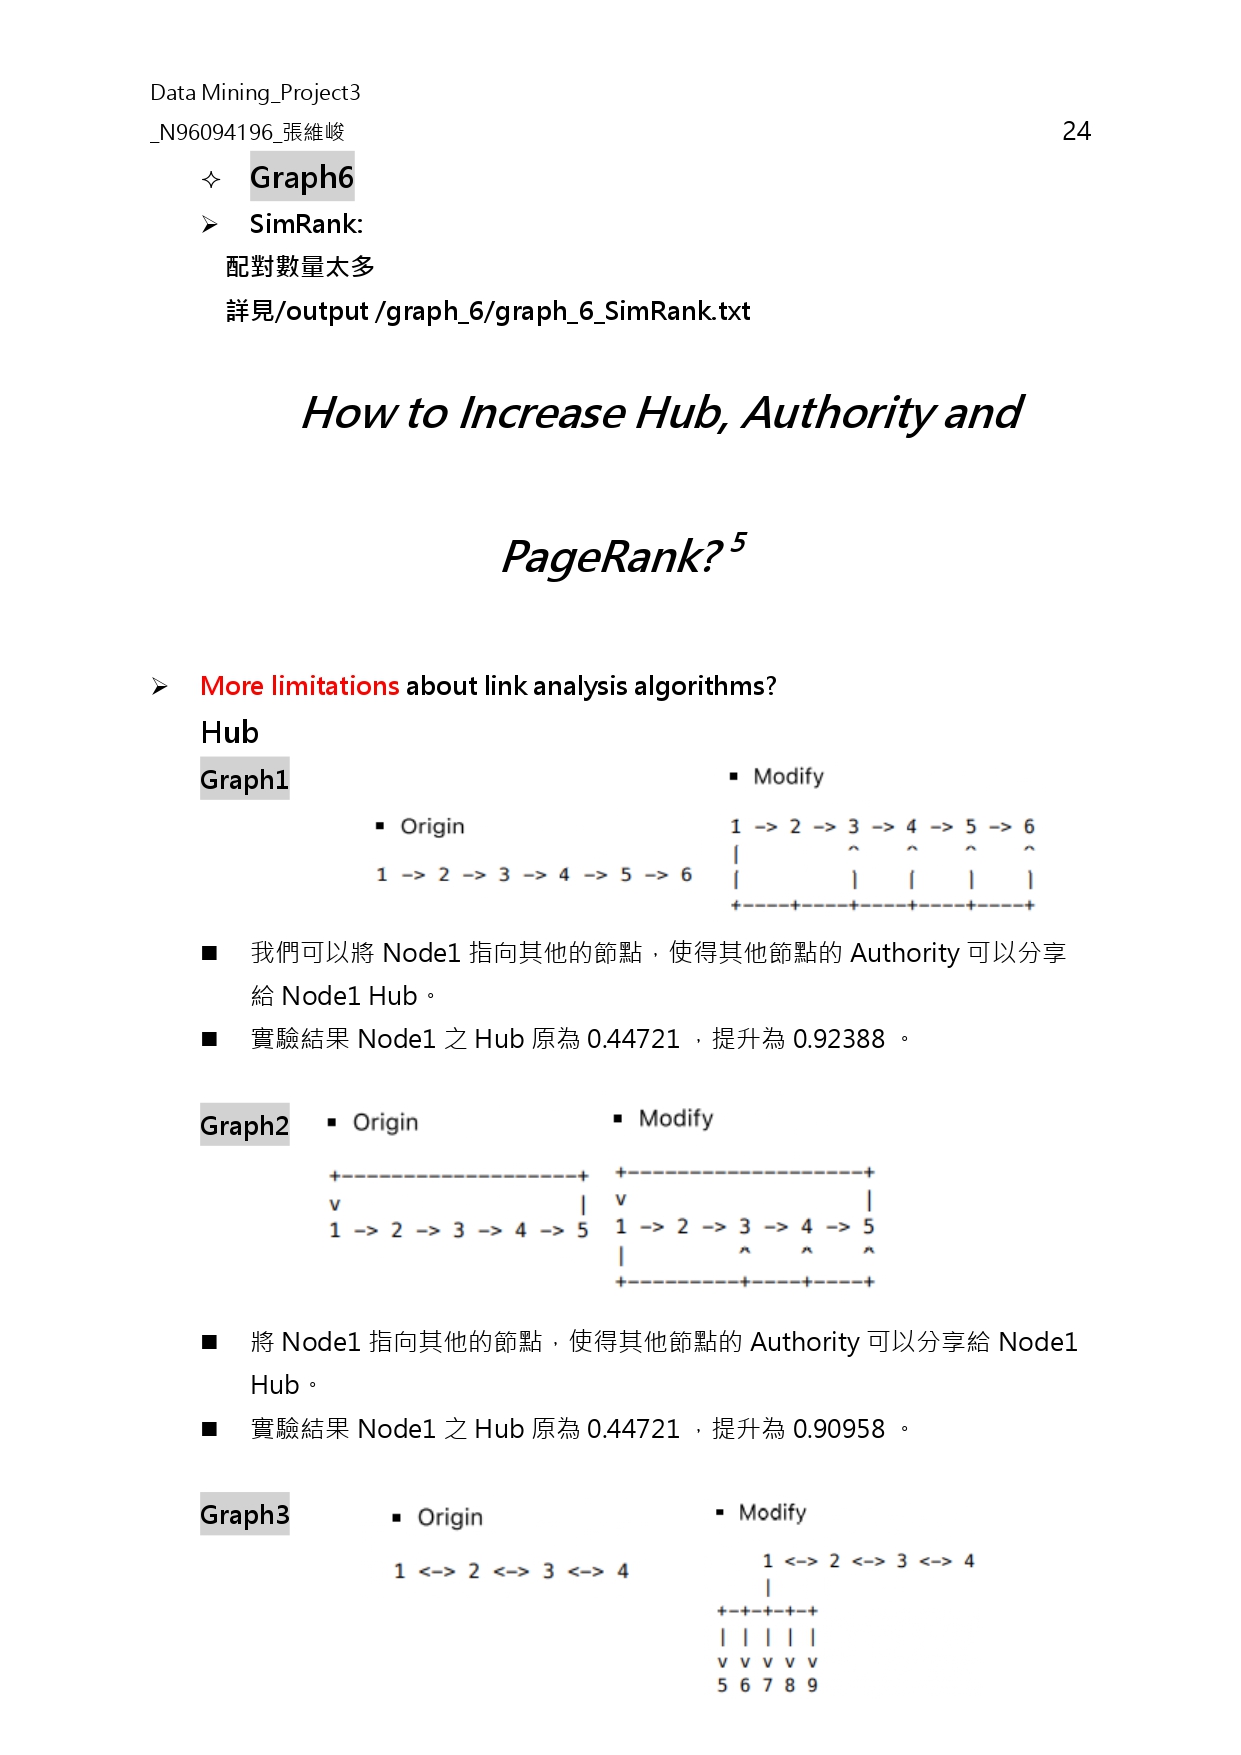 Data Mining_Project3
_N96094196_張維峻 24
✧ Graph6
➢ SimRank:
配對數量太多
詳見/output /graph_6/graph_6_SimRank.txt
How to Increase Hub, Authority and
PageRank? 5
➢ More limitations about link analysis algorithms?
Hub
Graph1
▪ Origin
1 -> 2 -> 3 -> 4 -> 5 -> 6
▪ Modify
1 -> 2 -> 3 -> 4 -> 5 -> 6
|         ^    ^    ^    ^
|         |    |    |    |
+----+----+----+----+----+
■ 我們可以將 Node1 指向其他的節點，使得其他節點的 Authority 可以分享
給 Node1 Hub。
■ 實驗結果 Node1 之 Hub 原為 0.44721 ，提升為 0.92388 。
Graph2
▪ Origin
+-------------------+
v                   |
1 -> 2 -> 3 -> 4 -> 5
▪ Modify
+-------------------+
v                   |
1 -> 2 -> 3 -> 4 -> 5
|         ^    ^    ^
+---------+----+----+
■ 將 Node1 指向其他的節點，使得其他節點的 Authority 可以分享給 Node1
Hub。
■ 實驗結果 Node1 之 Hub 原為 0.44721 ，提升為 0.90958 。
Graph3
▪ Origin
1 <-> 2 <-> 3 <-> 4
▪ Modify
1 <-> 2 <-> 3 <-> 4
|
+-+-+-+-+
| | | | |
v v v v v
5 6 7 8 9